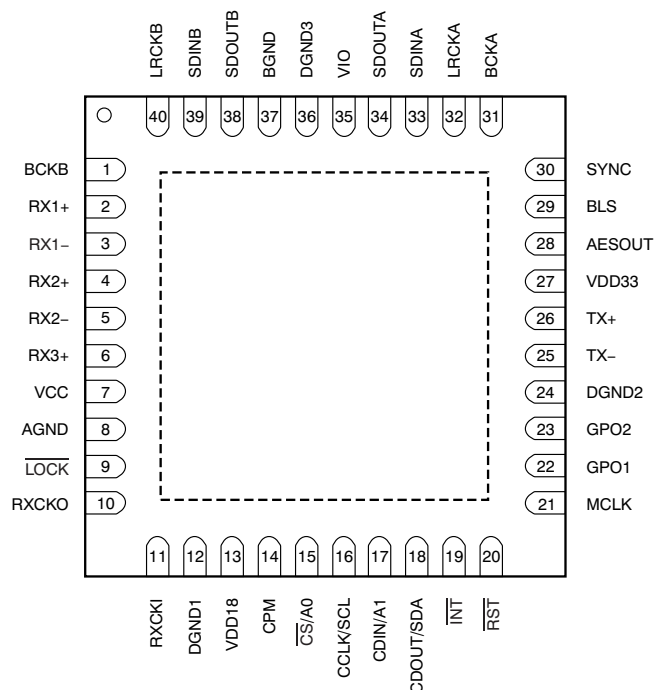 LRCKB
SDINB
SDOUTB
BGND
DGND3
VIO
SDOUTA
SDINA
LRCKA
BCKA
40
39
38
37
36
35
34
33
32
31
BCKB 1
RX1+ 2
RX1− 3
RX2+ 4
RX2− 5
RX3+ 6
VCC 7
AGND 8
LOCK 9
RXCKO 10
30 SYNC
29 BLS
28 AESOUT
27 VDD33
26 TX+
25 TX−
24 DGND2
23 GPO2
22 GPO1
21 MCLK
11
12
13
14
15
16
17
18
19
20
RXCKI
DGND1
VDD18
CPM
CS/A0
CCLK/SCL
CDIN/A1
CDOUT/SDA
INT
RST